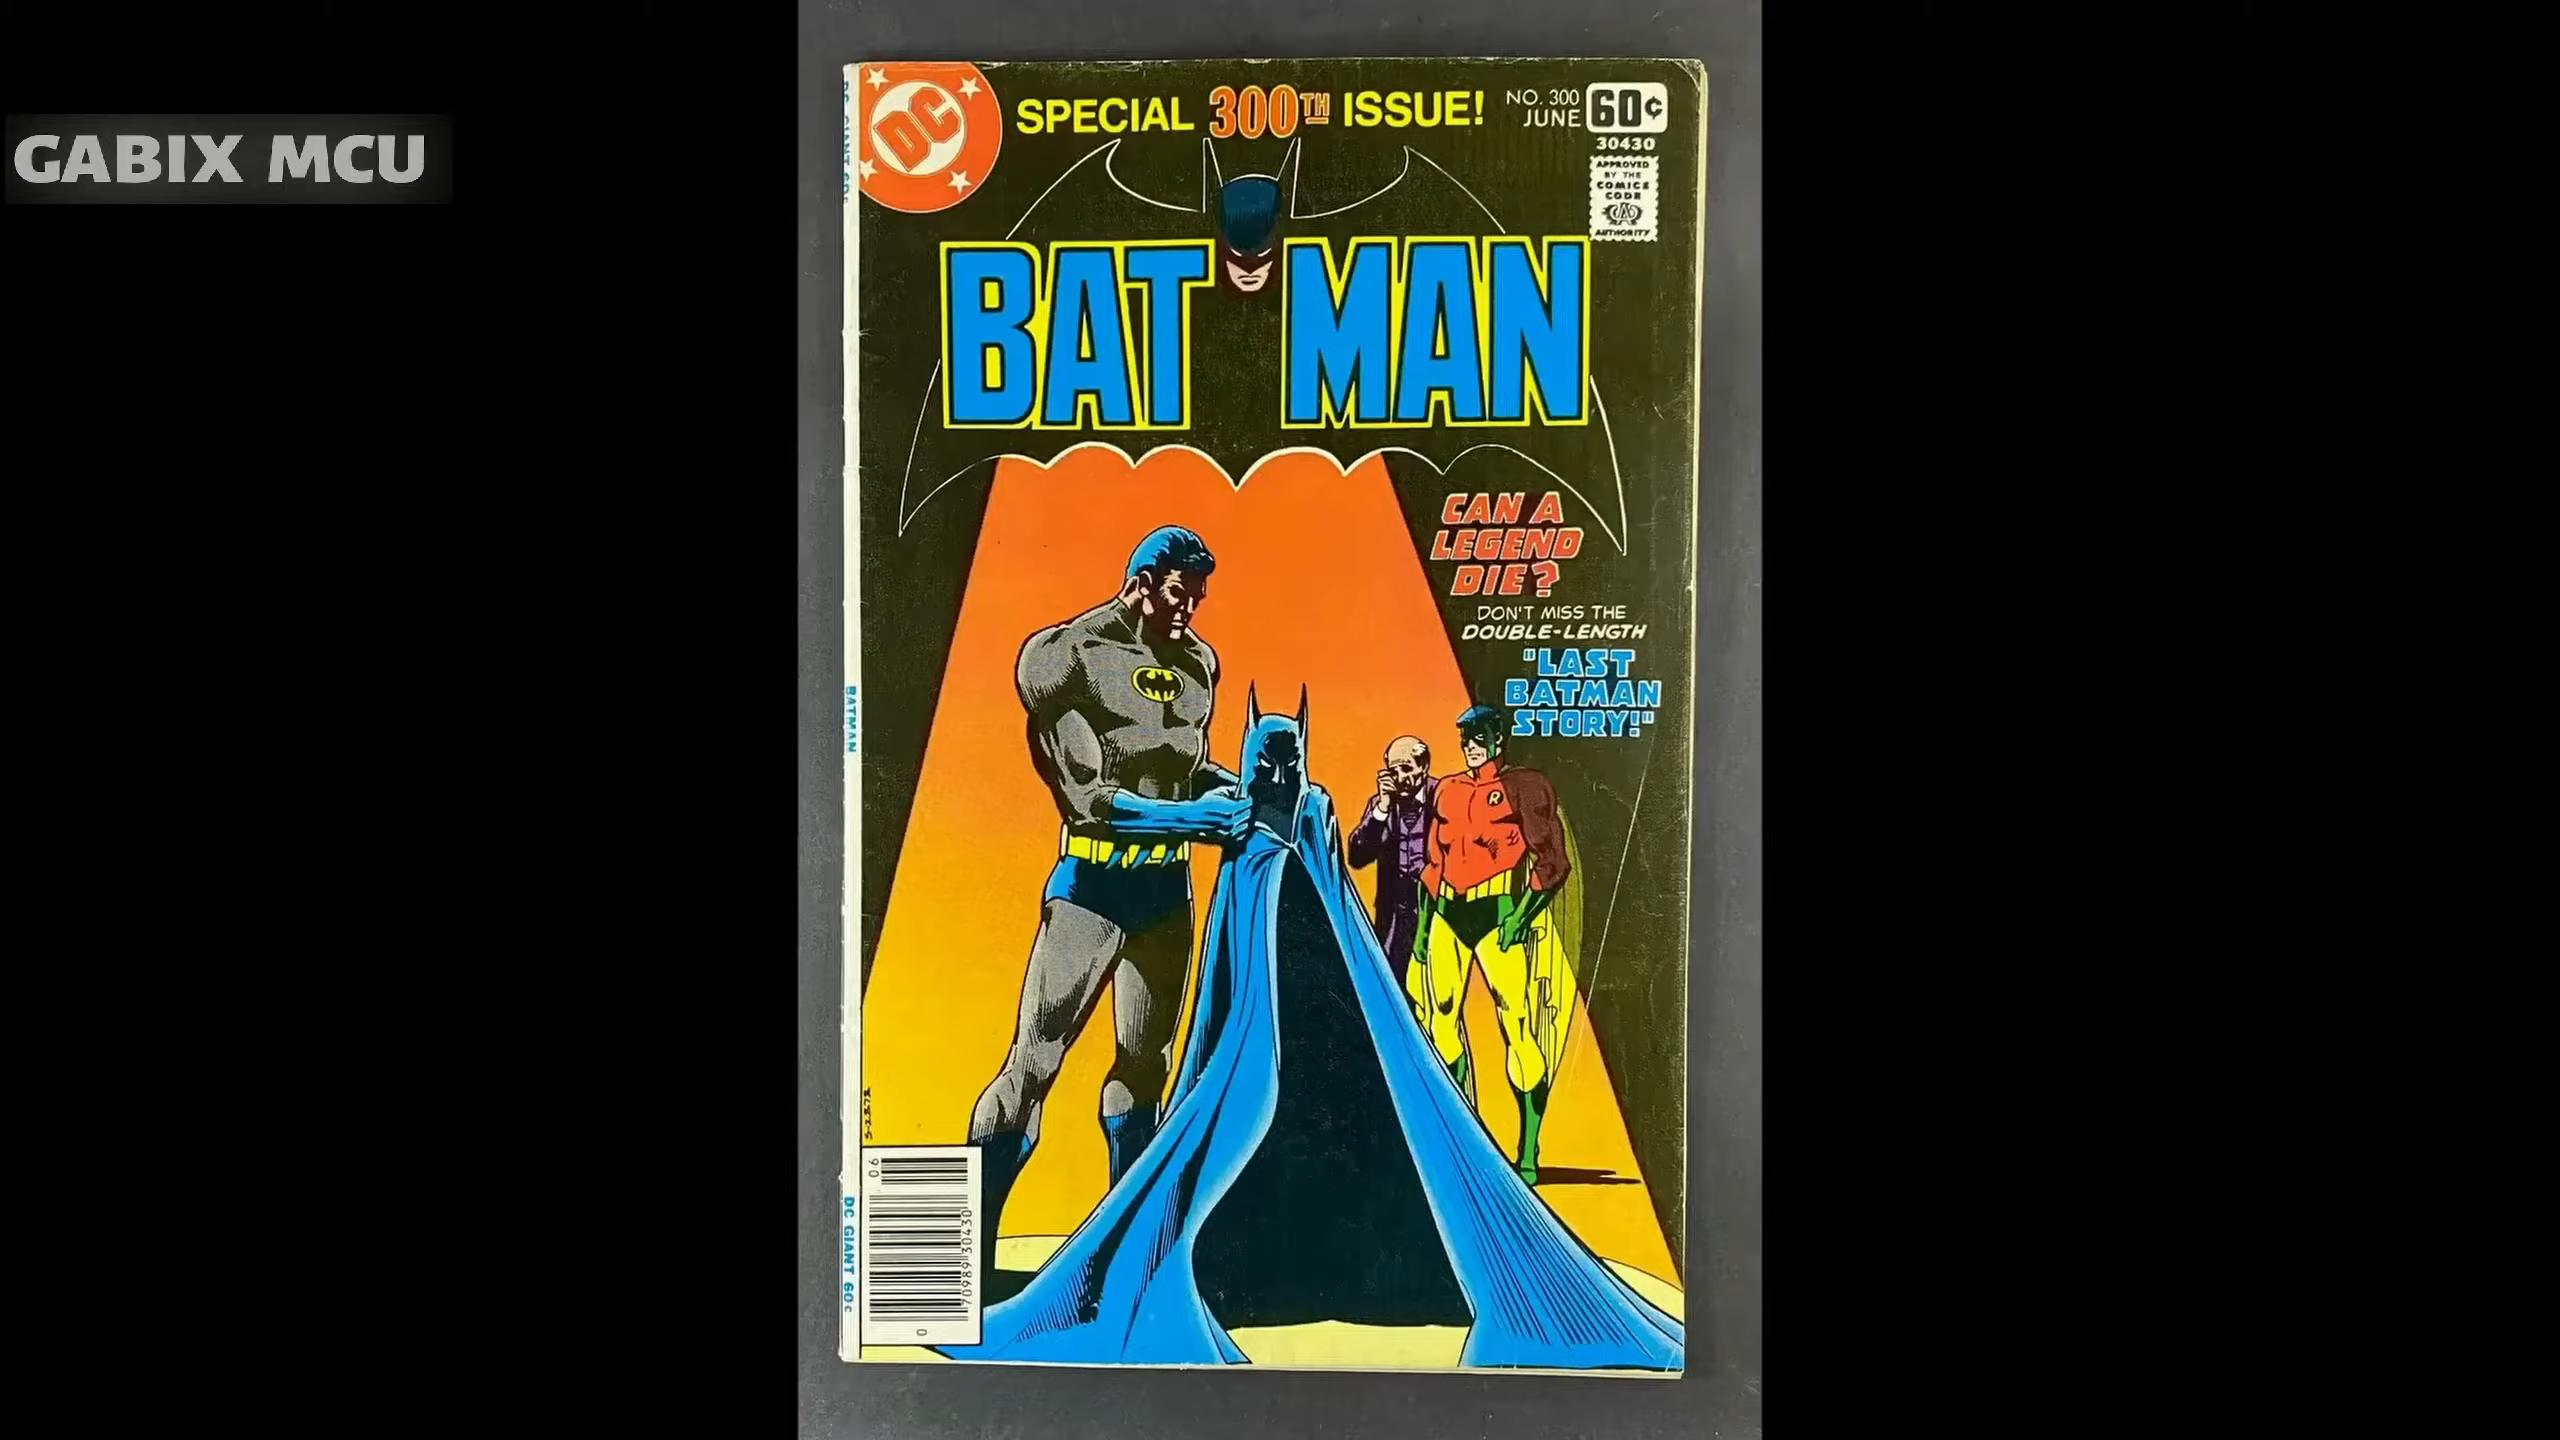 GABIX MCU
DC
SPECIAL 300TH ISSUE!
NO. 300
JUNE
60¢
30430
APPROVED
BY THE
COMICS
CODE
AUTHORITY
BATMAN
CAN A
LEGEND
DIE?
DON'T MISS THE
DOUBLE-LENGTH
"LAST
BATMAN
STORY!"
R
BATMAN
DC GIANT 60¢
06
70989 30430
0